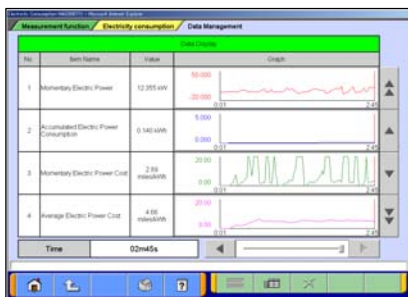 Measurement function / Electricity consumption / Data Management
Data Display
No. Item Name Value Graph
1 Momentary Electric Power 12.355 kW 50.000 -20.000 0:01 2:45
2 Accumulated Electric Power Consumption 0.140 kWh 5.000 0.000 0:01 2:45
3 Momentary Electric Power Cost 2.89 miles/kWh 20.00 0.00 0:01 2:45
4 Average Electric Power Cost 4.66 miles/kWh 20.00 0.00 0:01 2:45
Time 02m45s
?